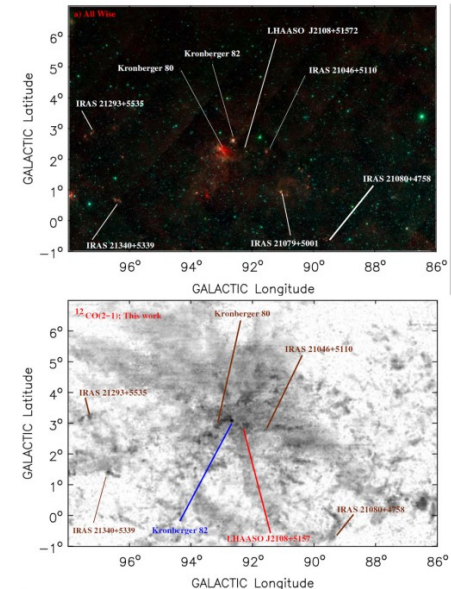 a) All Wise
LHAASO J2108+51572
Kronberger 82
Kronberger 80
IRAS 21046+5110
IRAS 21293+5535
IRAS 21080+4758
IRAS 21340+5339
IRAS 21079+5001
GALACTIC Latitude
6°
5°
4°
3°
2°
1°
0°
−1°
96° 94° 92° 90° 88° 86°
GALACTIC Longitude
12CO(2−1); This work
Kronberger 80
IRAS 21046+5110
IRAS 21293+5535
IRAS 21340+5339
Kronberger 82
LHAASO J2108+5157
IRAS 21080+4758
GALACTIC Latitude
6°
5°
4°
3°
2°
1°
0°
−1°
96° 94° 92° 90° 88° 86°
GALACTIC Longitude